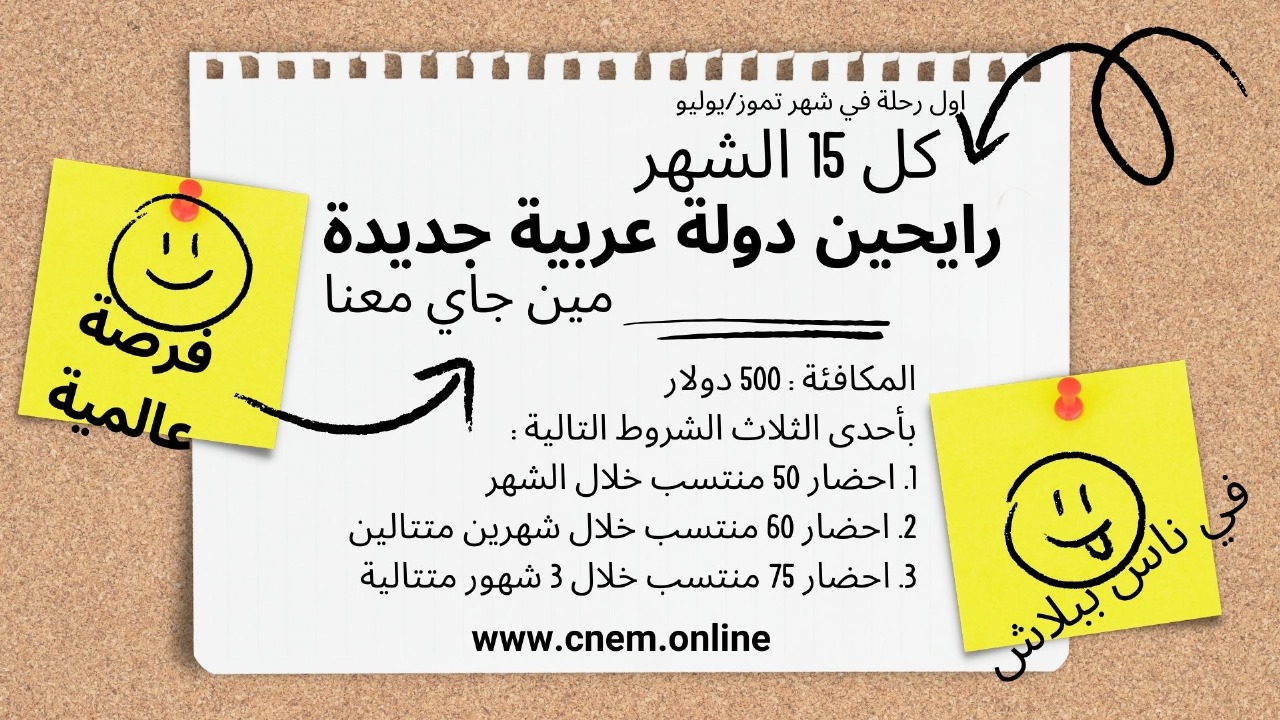 اول رحلة في شهر تموز/يوليو
كل 15 الشهر
رايحين دولة عربية جديدة
مين جاي معنا
فرصة
عالمية
المكافئة : 500 دولار
بأحدى الثلاث الشروط التالية :
1. احضار 50 منتسب خلال الشهر
2. احضار 60 منتسب خلال شهرين متتالين
3. احضار 75 منتسب خلال 3 شهور متتالية
في ناس ببلاش
www.cnem.online